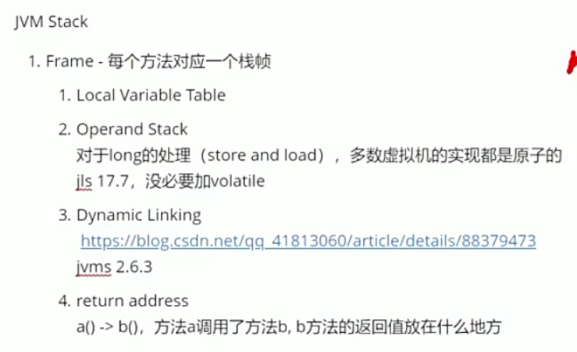 JVM Stack
1. Frame - 每个方法对应一个栈帧
1. Local Variable Table
2. Operand Stack
对于long的处理（store and load），多数虚拟机的实现都是原子的
jls 17.7，没必要加volatile
3. Dynamic Linking
https://blog.csdn.net/qq_41813060/article/details/88379473
jvms 2.6.3
4. return address
a() -> b()，方法a调用了方法b, b方法的返回值放在什么地方